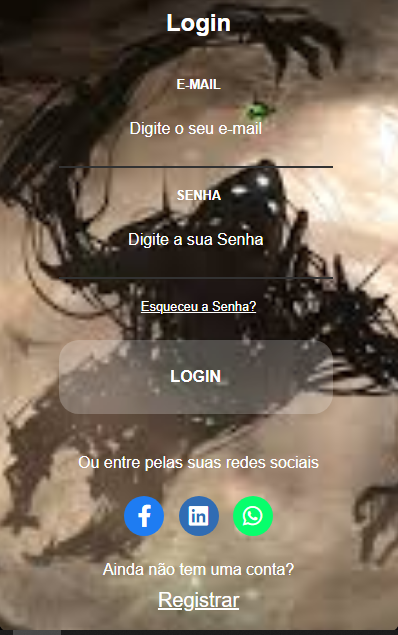 Login
E-MAIL
Digite o seu e-mail
SENHA
Digite a sua Senha
Esqueceu a Senha?
LOGIN
Ou entre pelas suas redes sociais
Ainda não tem uma conta?
Registrar